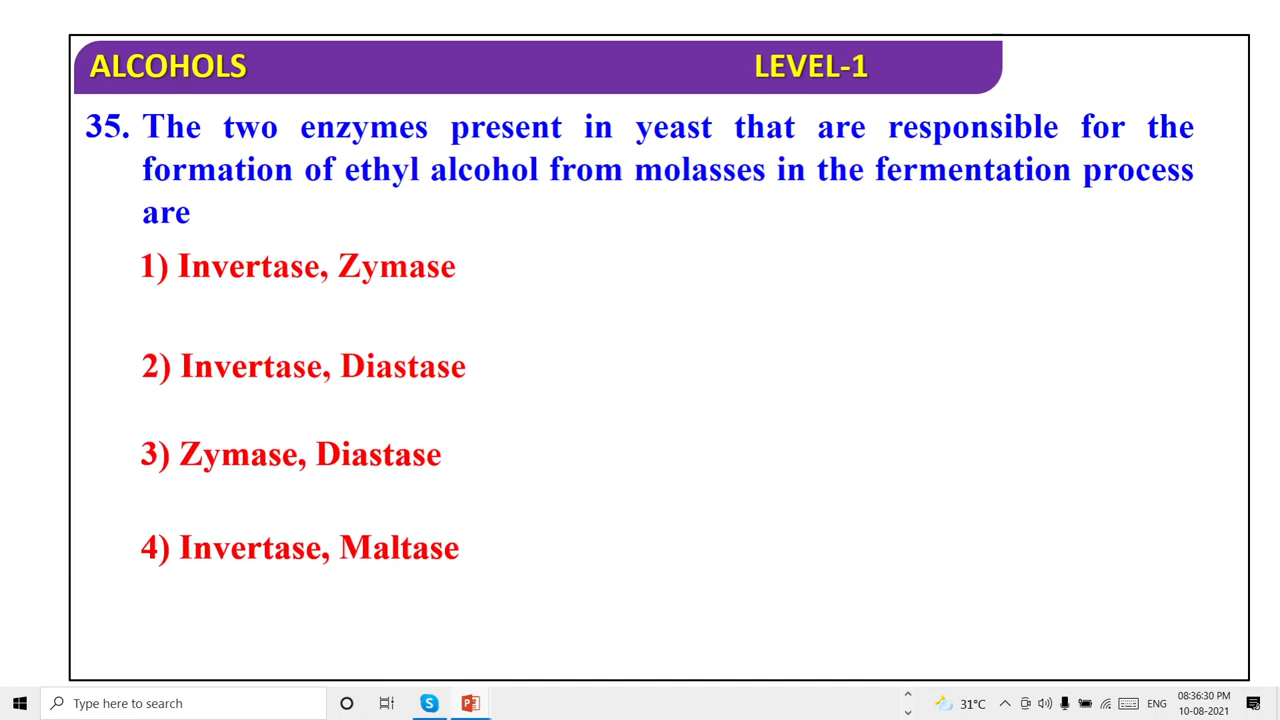 ALCOHOLS LEVEL-1
35. The two enzymes present in yeast that are responsible for the
formation of ethyl alcohol from molasses in the fermentation process
are
1) Invertase, Zymase
2) Invertase, Diastase
3) Zymase, Diastase
4) Invertase, Maltase
Type here to search
31°C
ENG
08:36:30 PM
10-08-2021